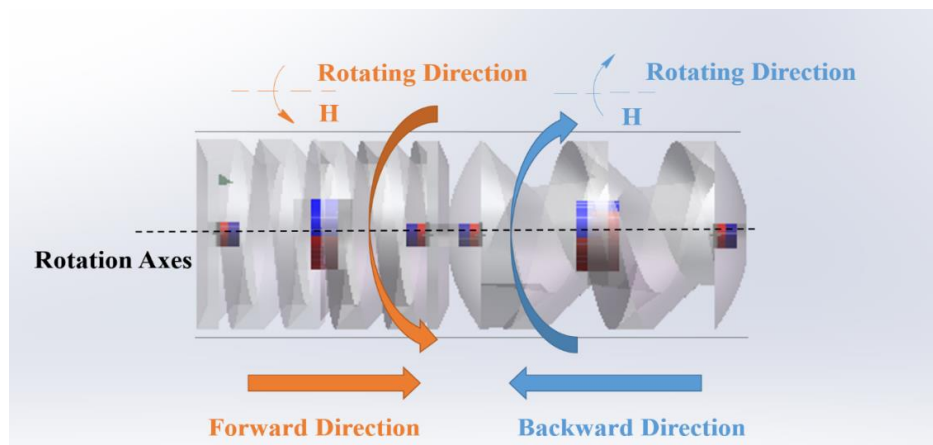 Rotating Direction
H
Rotating Direction
H
Rotation Axes
Forward Direction
Backward Direction